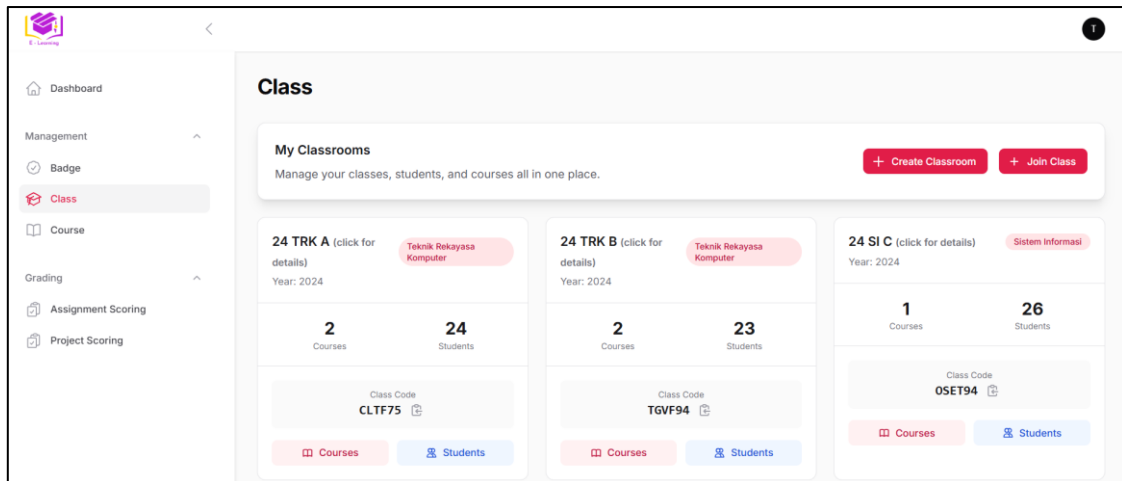 E - Learning
T
Dashboard
Management
Badge
Class
Course
Grading
Assignment Scoring
Project Scoring
Class
My Classrooms
Manage your classes, students, and courses all in one place.
+ Create Classroom
+ Join Class
24 TRK A (click for
details)
Year: 2024
Teknik Rekayasa
Komputer
2
Courses
24
Students
Class Code
CLTF75
Courses
Students
24 TRK B (click for
details)
Year: 2024
Teknik Rekayasa
Komputer
2
Courses
23
Students
Class Code
TGVF94
Courses
Students
24 SI C (click for details)
Year: 2024
Sistem Informasi
1
Courses
26
Students
Class Code
OSET94
Courses
Students